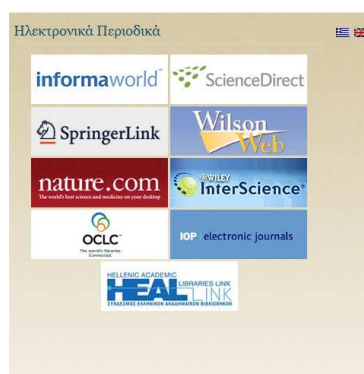 Ηλεκτρονικά Περιοδικά
informaworld
ScienceDirect
SpringerLink
Wilson
Web
nature.com
The world's best science and medicine on your desktop
WILEY
InterScience
OCLC
The world's libraries.
Connected.
IOP electronic journals
HELLENIC ACADEMIC
HEAL
LIBRARIES LINK
LINK
ΣΥΝΔΕΣΜΟΣ ΕΛΛΗΝΙΚΩΝ ΑΚΑΔΗΜΑΪΚΩΝ ΒΙΒΛΙΟΘΗΚΩΝ